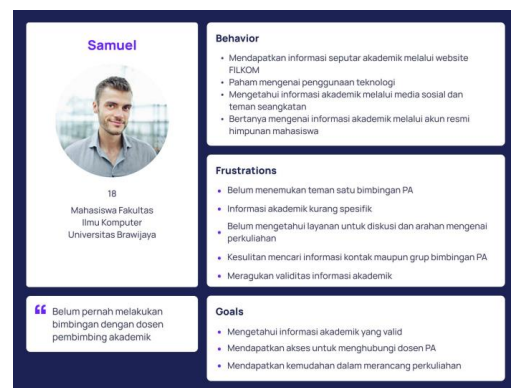 Samuel
18
Mahasiswa Fakultas
Ilmu Komputer
Universitas Brawijaya
Belum pernah melakukan
bimbingan dengan dosen
pembimbing akademik
Behavior
• Mendapatkan informasi seputar akademik melalui website
FILKOM
• Paham mengenai penggunaan teknologi
• Mengetahui informasi akademik melalui media sosial dan
teman seangkatan
• Bertanya mengenai informasi akademik melalui akun resmi
himpunan mahasiswa
Frustrations
• Belum menemukan teman satu bimbingan PA
• Informasi akademik kurang spesifik
• Belum mengetahui layanan untuk diskusi dan arahan mengenai
perkuliahan
• Kesulitan mencari informasi kontak maupun grup bimbingan PA
• Meragukan validitas informasi akademik
Goals
• Mengetahui informasi akademik yang valid
• Mendapatkan akses untuk menghubungi dosen PA
• Mendapatkan kemudahan dalam merancang perkuliahan